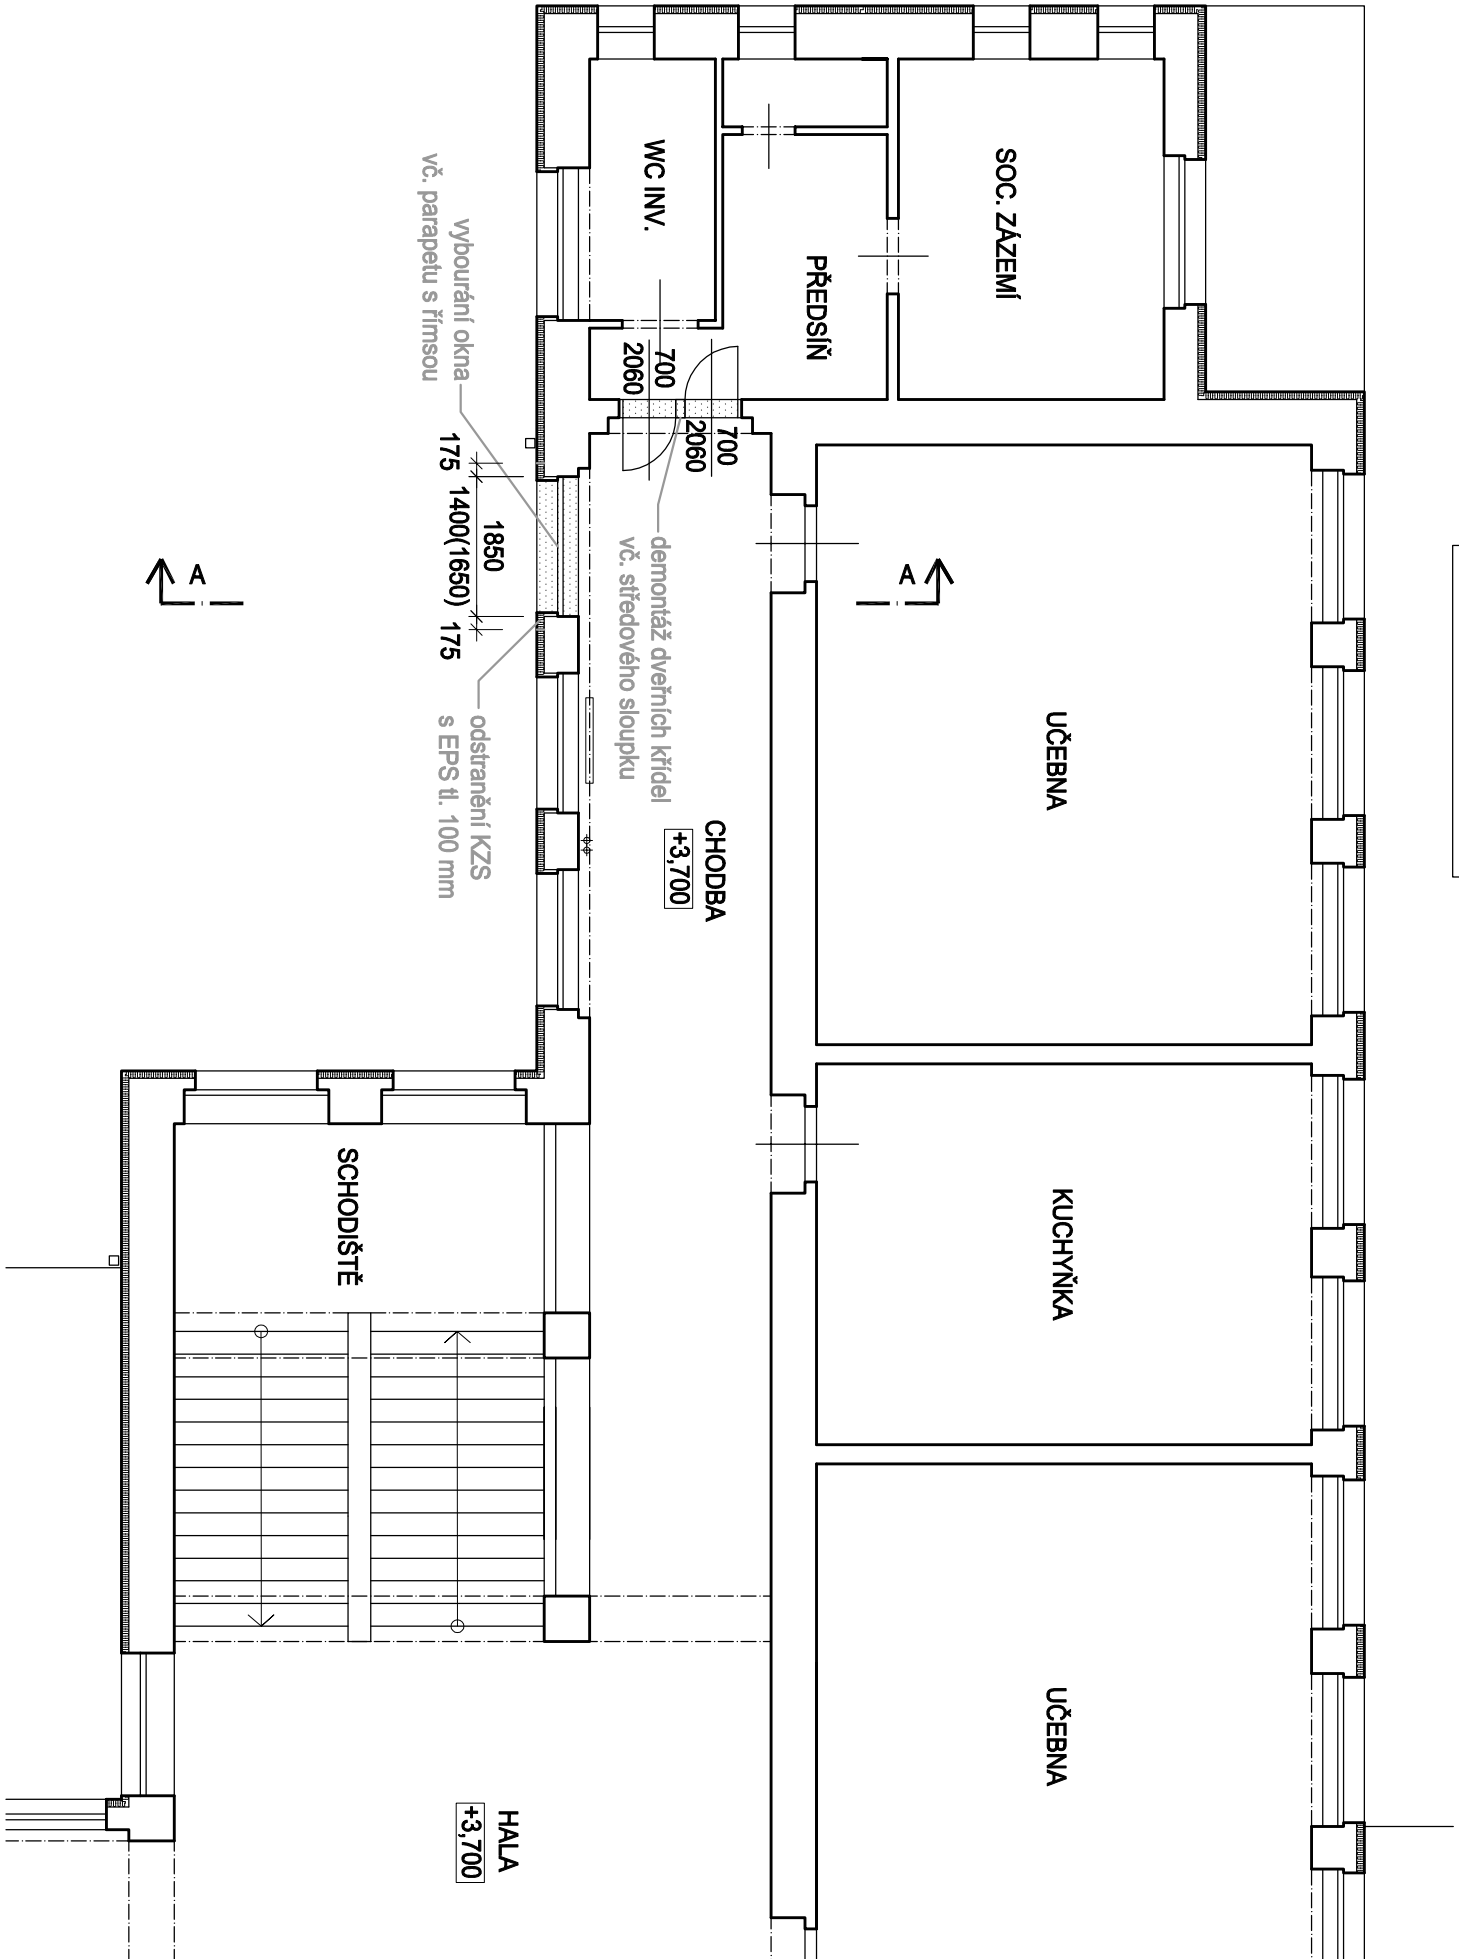 SOC. ZÁZEMÍ
WC INV.
PŘEDSÍŇ
700
2060
700
2060
vybourání okna
vč. parapetu s římsou
175
1850
1400(1650)
175
demontáž dveřních křídel
vč. středového sloupku
odstranění KZS
s EPS tl. 100 mm
A
A
UČEBNA
CHODBA
+3,700
KUCHYŇKA
SCHODIŠTĚ
UČEBNA
HALA
+3,700